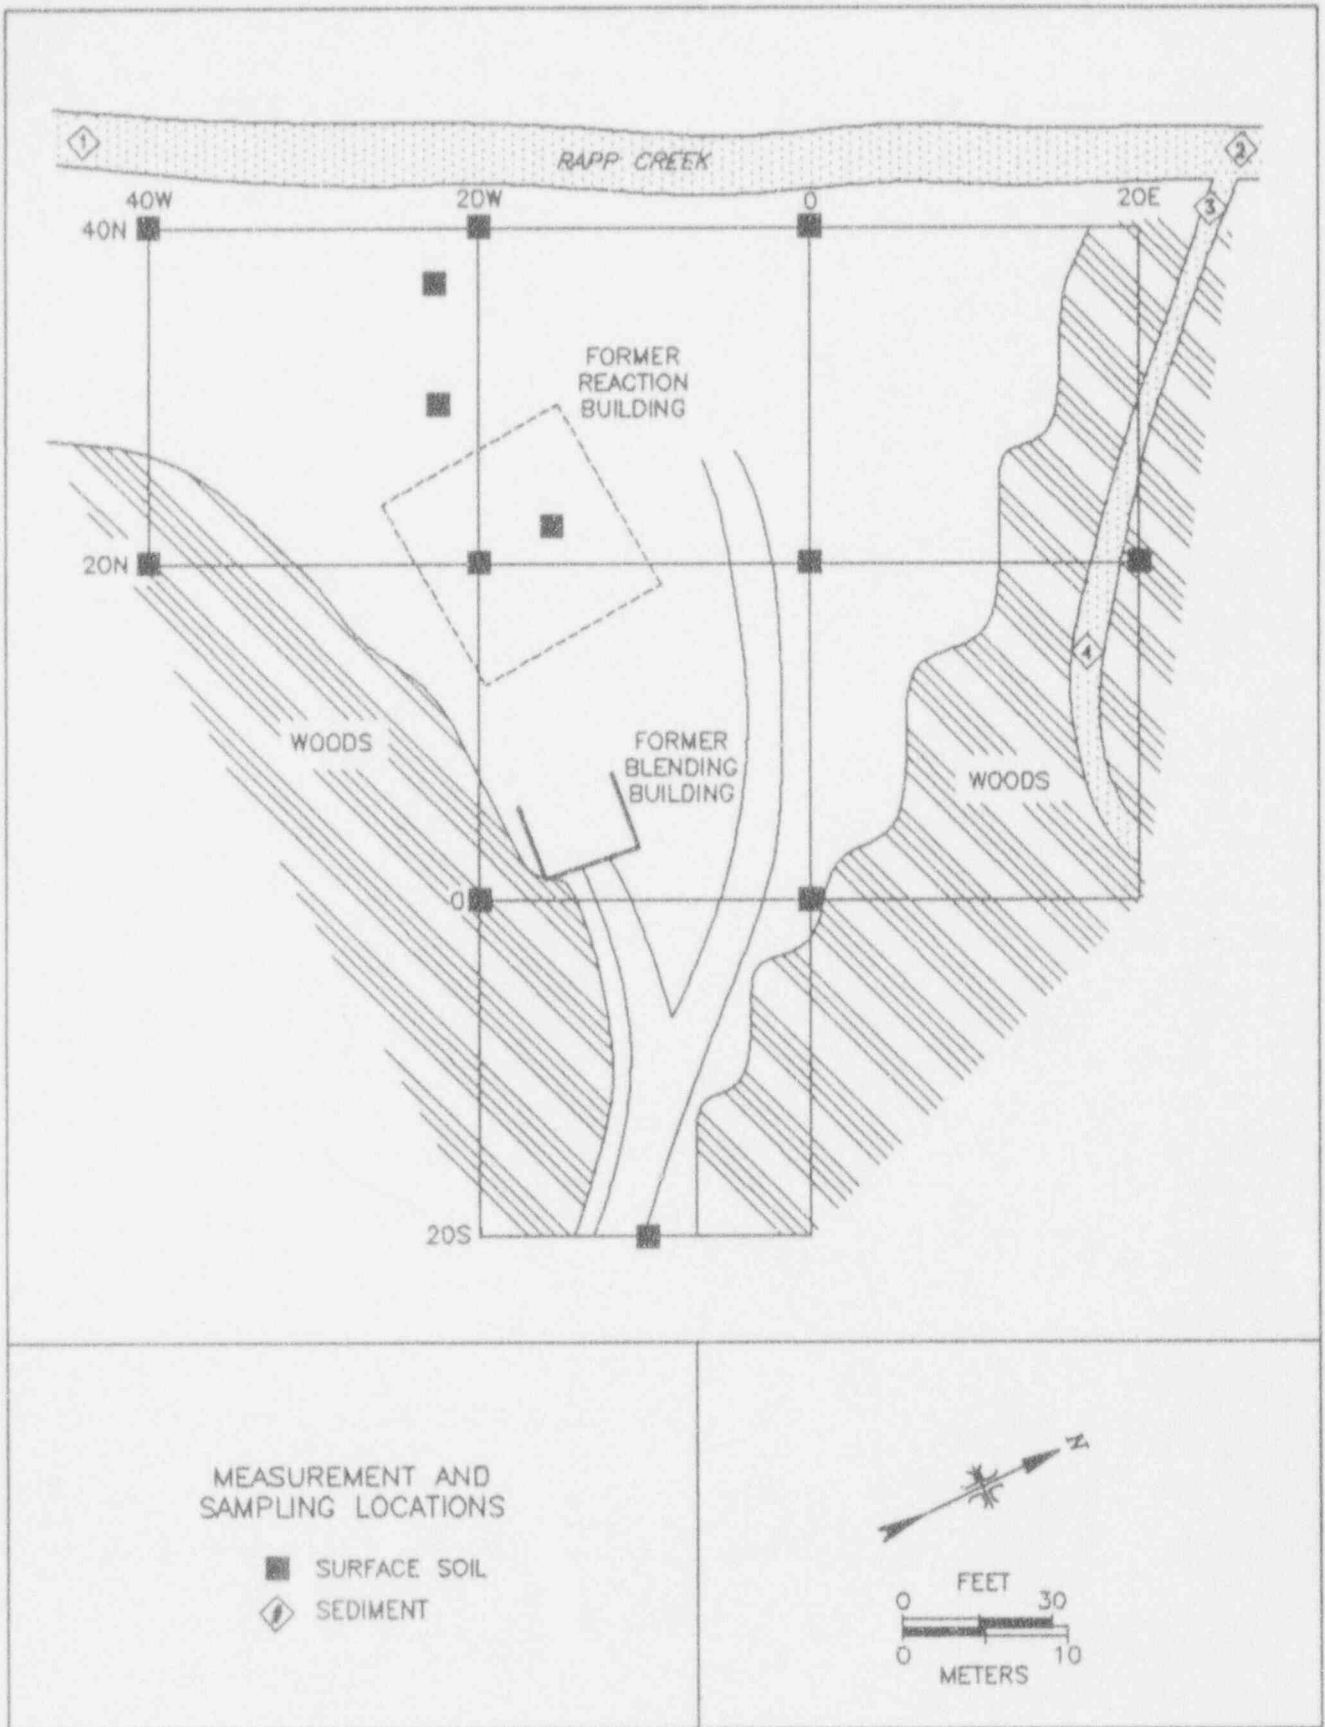 1
RAPP CREEK
2
40W
20W
0
20E
3
40N
FORMER
REACTION
BUILDING
20N
4
WOODS
FORMER
BLENDING
BUILDING
WOODS
0
20S
MEASUREMENT AND
SAMPLING LOCATIONS
SURFACE SOIL
# SEDIMENT
N
FEET
0 30
0 10
METERS